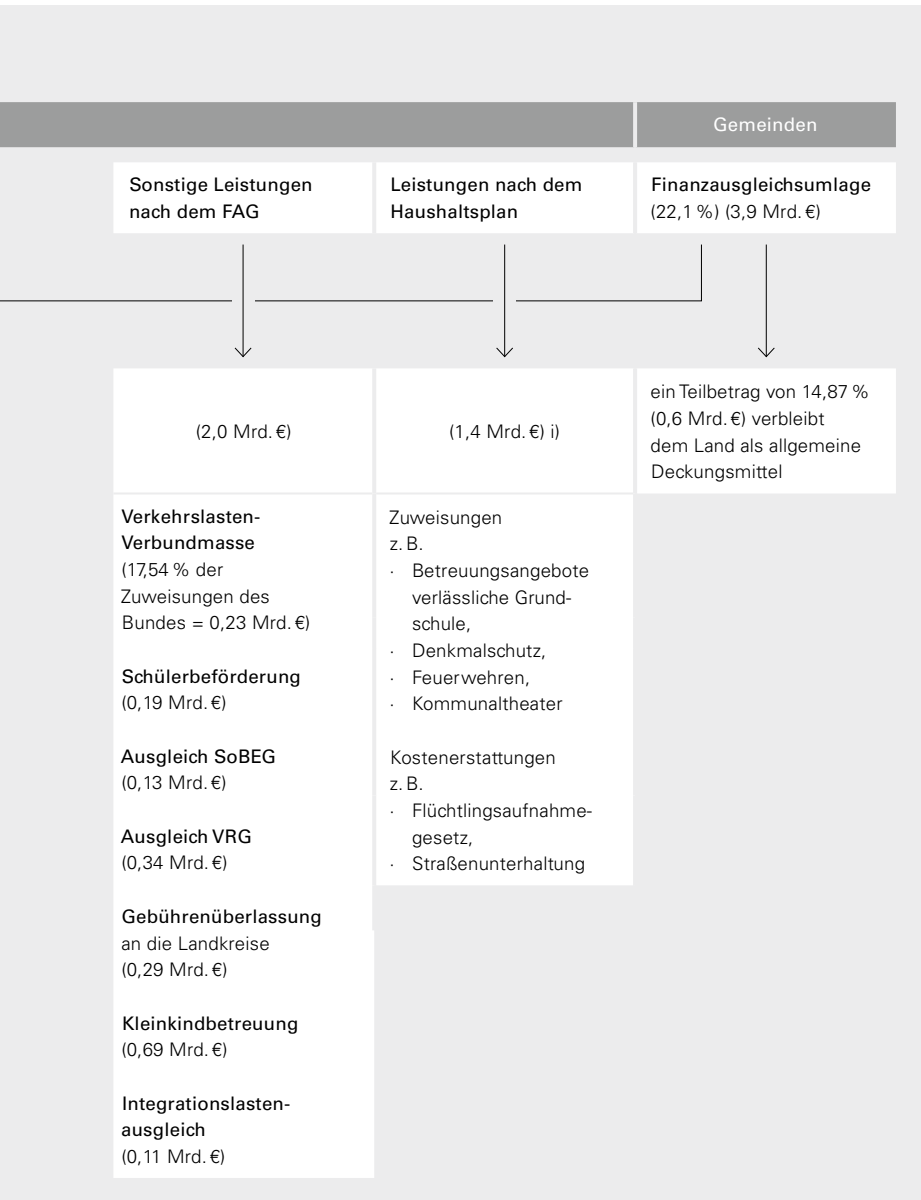 Gemeinden
Sonstige Leistungen
nach dem FAG
Leistungen nach dem
Haushaltsplan
Finanzausgleichsumlage
(22,1 %) (3,9 Mrd. €)
(2,0 Mrd. €)
(1,4 Mrd. €) i)
ein Teilbetrag von 14,87 %
(0,6 Mrd. €) verbleibt
dem Land als allgemeine
Deckungsmittel
Verkehrslasten-
Verbundmasse
(17,54 % der
Zuweisungen des
Bundes = 0,23 Mrd. €)
Schülerbeförderung
(0,19 Mrd. €)
Ausgleich SoBEG
(0,13 Mrd. €)
Ausgleich VRG
(0,34 Mrd. €)
Gebührenüberlassung
an die Landkreise
(0,29 Mrd. €)
Kleinkindbetreuung
(0,69 Mrd. €)
Integrationslasten-
ausgleich
(0,11 Mrd. €)
Zuweisungen
z. B.
· Betreuungsangebote
verlässliche Grund-
schule,
· Denkmalschutz,
· Feuerwehren,
· Kommunaltheater
Kostenerstattungen
z. B.
· Flüchtlingsaufnahme-
gesetz,
· Straßenunterhaltung